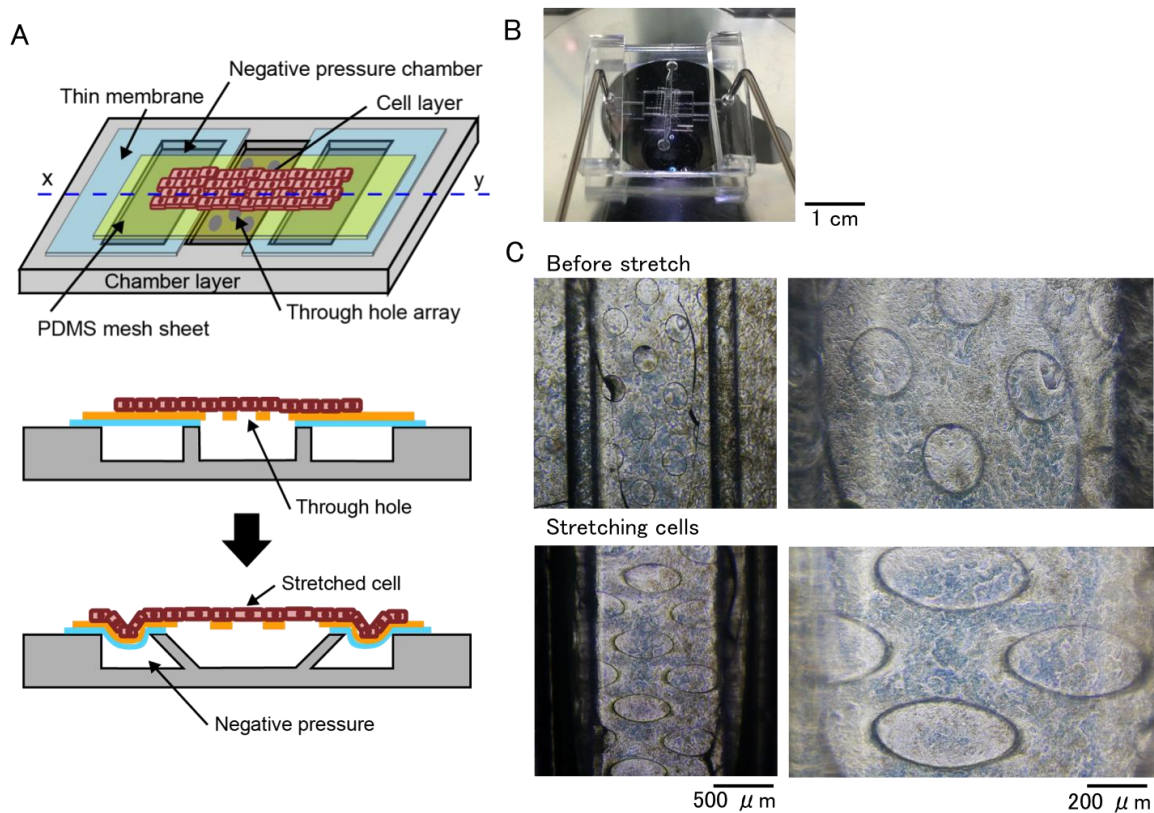 A
Negative pressure chamber
Thin membrane
Cell layer
x
y
Chamber layer
PDMS mesh sheet
Through hole array
Through hole
Stretched cell
Negative pressure
B
1 cm
C
Before stretch
Stretching cells
500 μm
200 μm